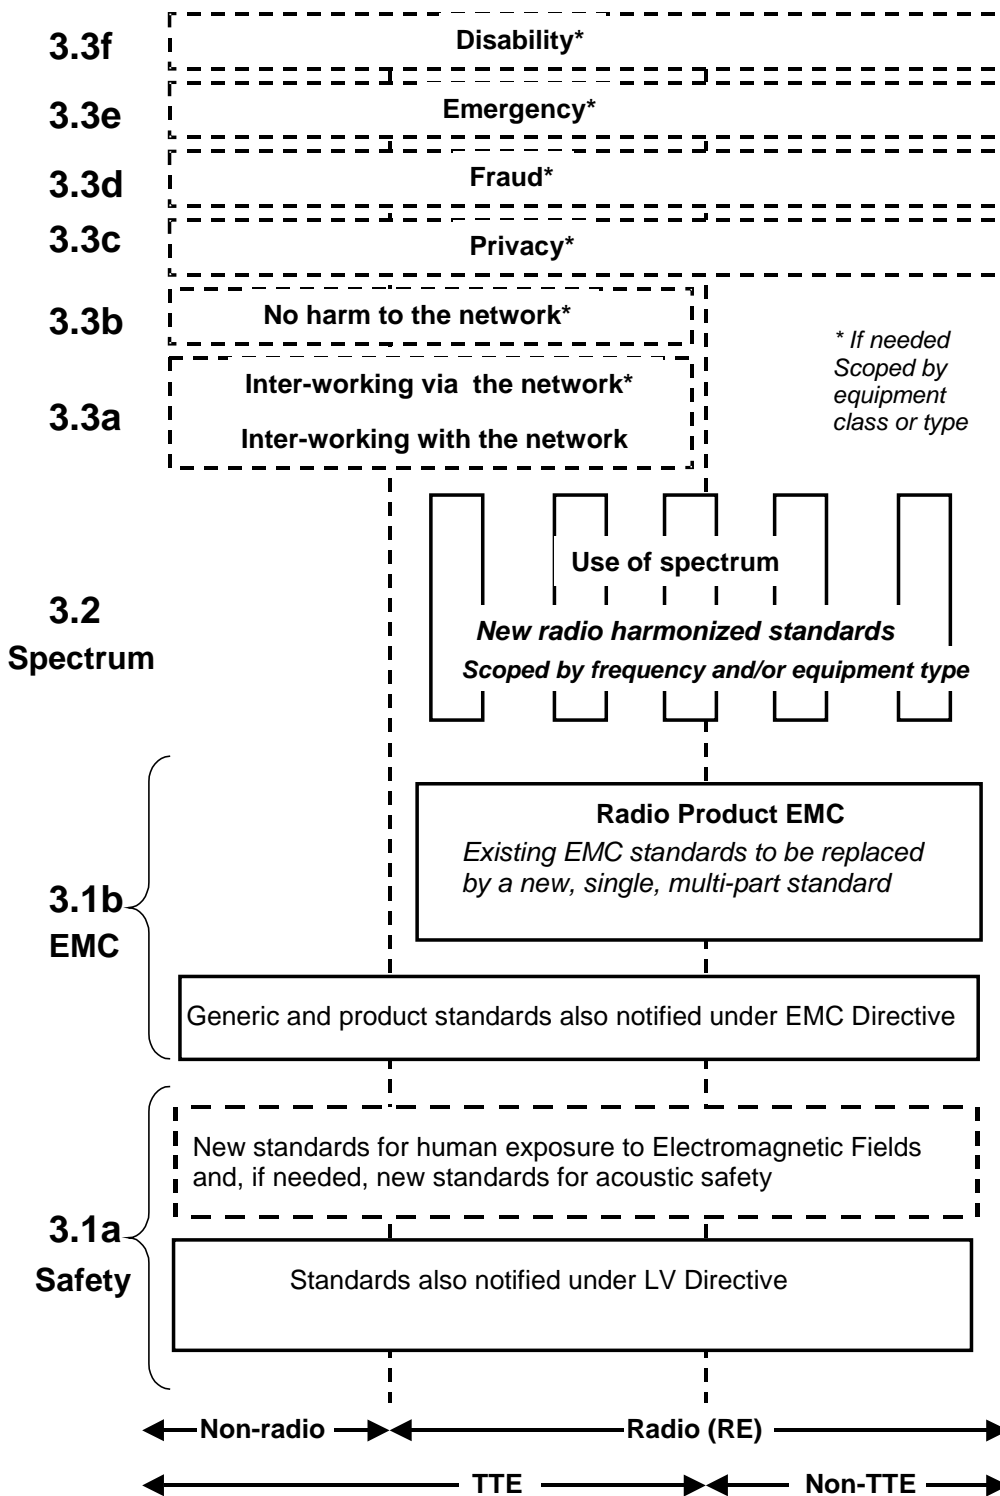 3.3f
Disability*
3.3e
Emergency*
3.3d
Fraud*
3.3c
Privacy*
3.3b
No harm to the network*
* If needed
Scoped by
equipment
class or type
3.3a
Inter-working via the network*
Inter-working with the network
3.2
Spectrum
Use of spectrum
New radio harmonized standards
Scoped by frequency and/or equipment type
3.1b
EMC
Radio Product EMC
Existing EMC standards to be replaced
by a new, single, multi-part standard
Generic and product standards also notified under EMC Directive
3.1a
Safety
New standards for human exposure to Electromagnetic Fields
and, if needed, new standards for acoustic safety
Standards also notified under LV Directive
Non-radio
Radio (RE)
TTE
Non-TTE